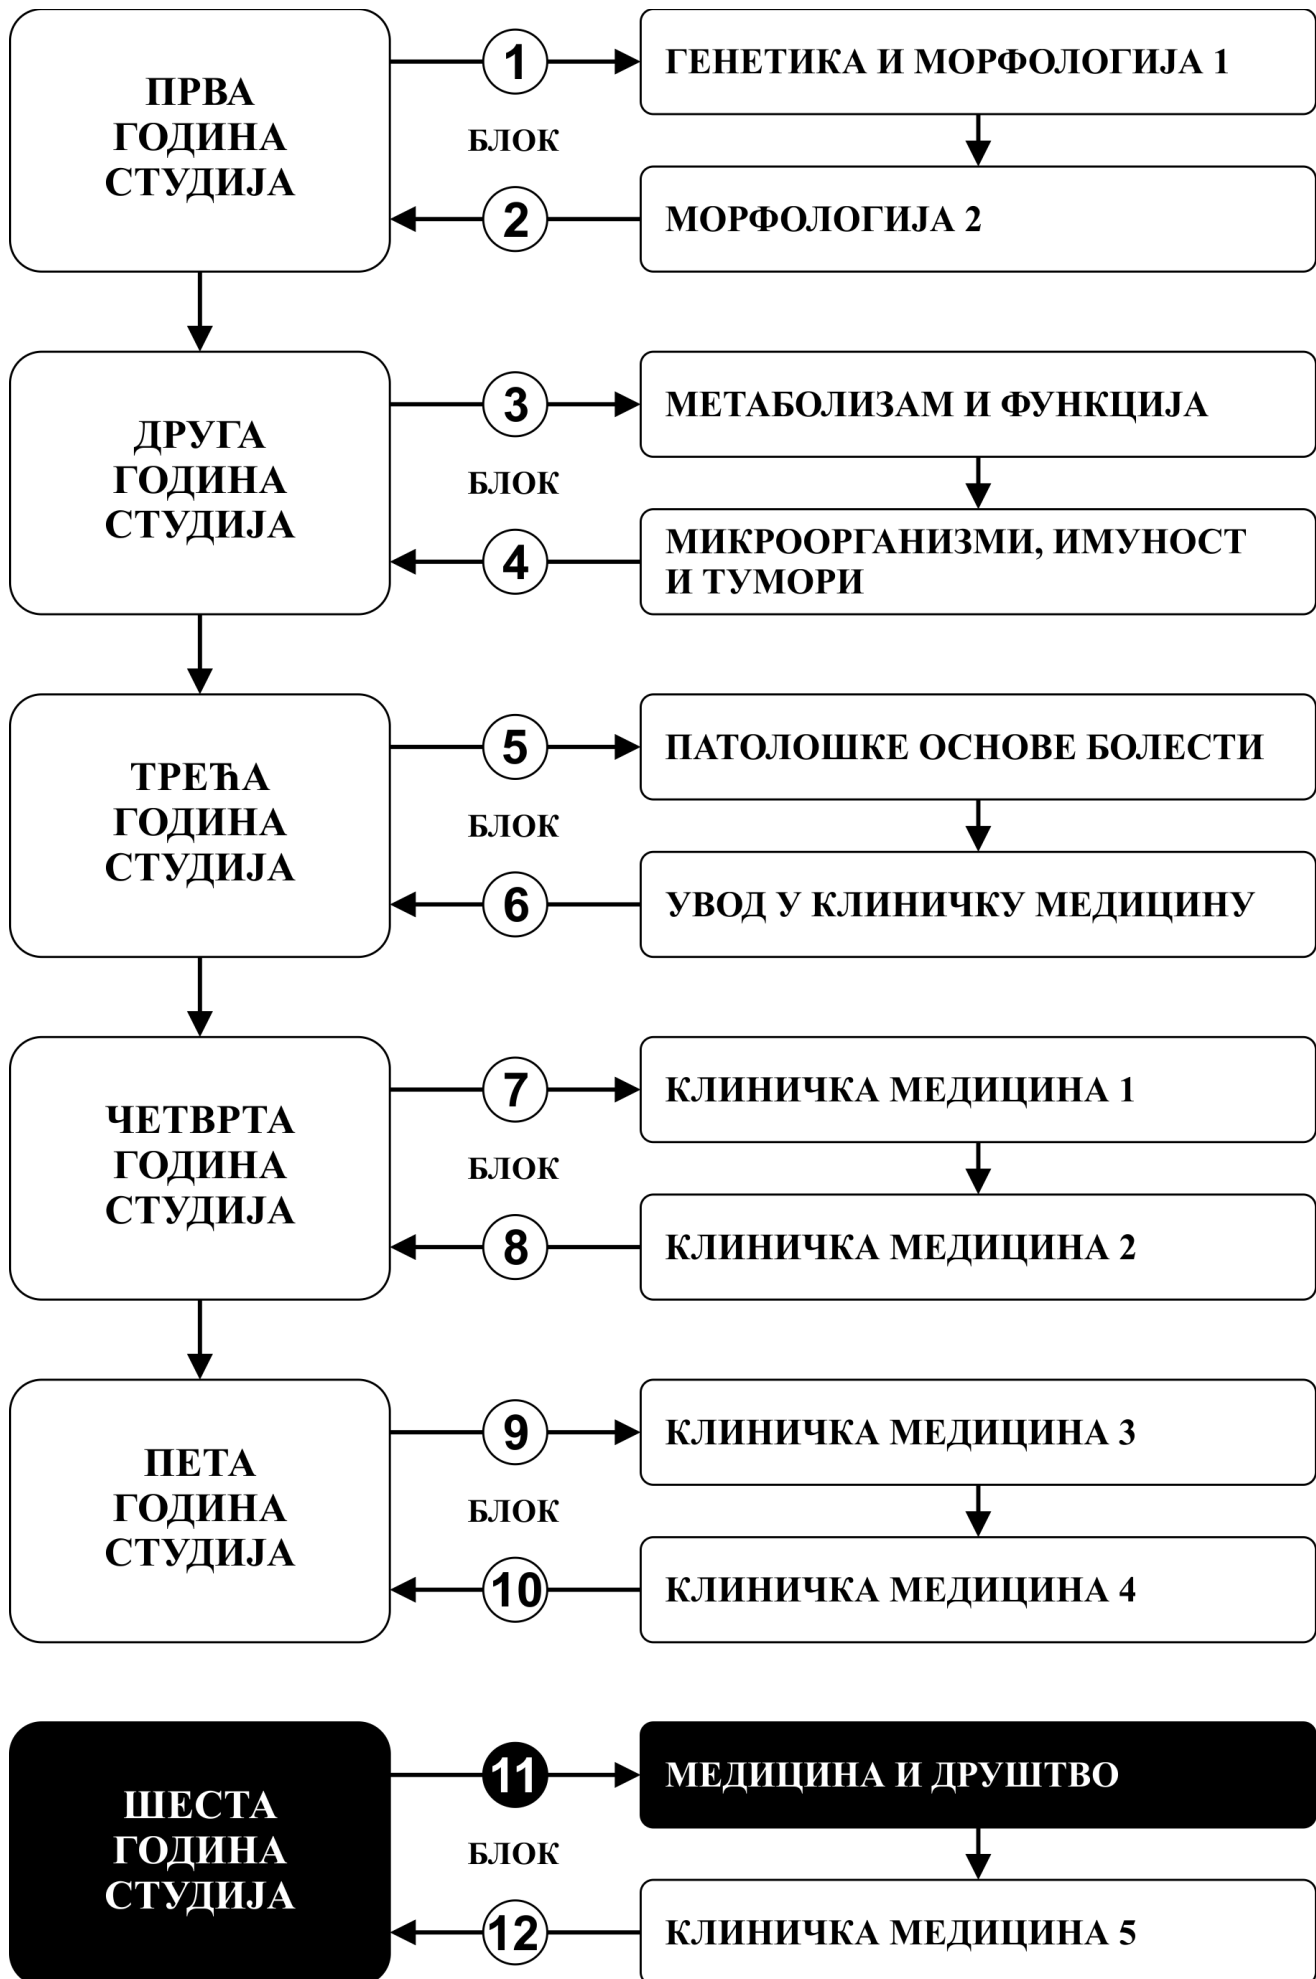 ПРВА
ГОДИНА
СТУДИЈА
1
ГЕНЕТИКА И МОРФОЛОГИЈА 1
БЛОК
2
МОРФОЛОГИЈА 2
ДРУГА
ГОДИНА
СТУДИЈА
3
МЕТАБОЛИЗАМ И ФУНКЦИЈА
БЛОК
4
МИКРООРГАНИЗМИ, ИМУНОСТ
И ТУМОРИ
ТРЕЋА
ГОДИНА
СТУДИЈА
5
ПАТОЛОШКЕ ОСНОВЕ БОЛЕСТИ
БЛОК
6
УВОД У КЛИНИЧКУ МЕДИЦИНУ
ЧЕТВРТА
ГОДИНА
СТУДИЈА
7
КЛИНИЧКА МЕДИЦИНА 1
БЛОК
8
КЛИНИЧКА МЕДИЦИНА 2
ПЕТА
ГОДИНА
СТУДИЈА
9
КЛИНИЧКА МЕДИЦИНА 3
БЛОК
10
КЛИНИЧКА МЕДИЦИНА 4
ШЕСТА
ГОДИНА
СТУДИЈА
11
МЕДИЦИНА И ДРУШТВО
БЛОК
12
КЛИНИЧКА МЕДИЦИНА 5